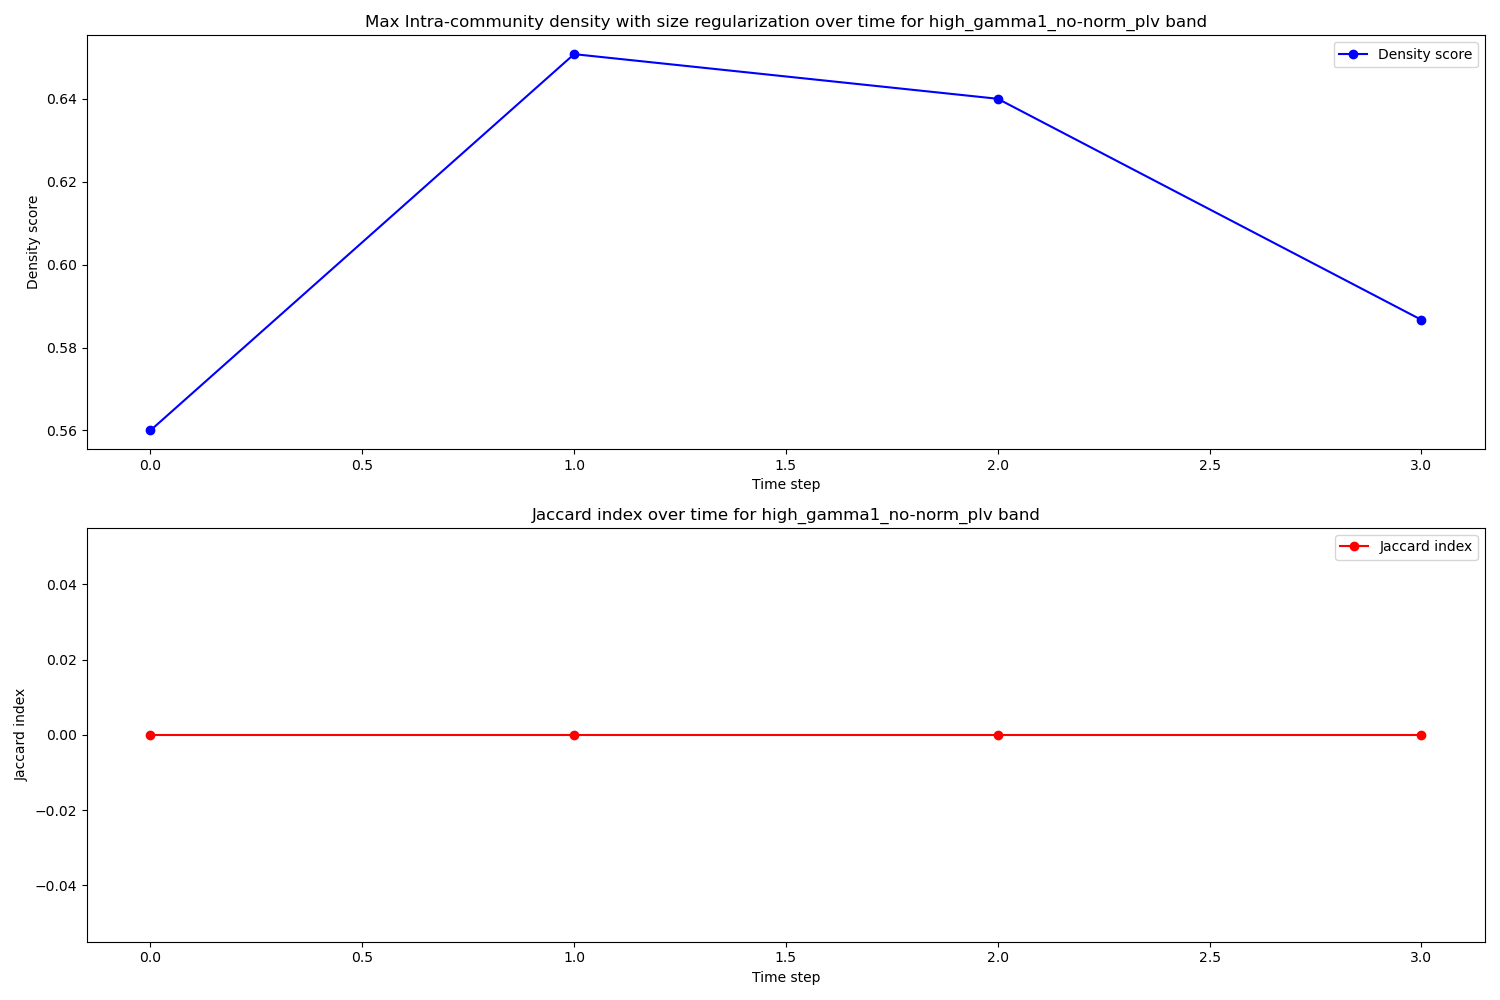 Max Intra-community density with size regularization over time for high_gamma1_no-norm_plv band
Density score
0.64
0.62
0.60
0.58
0.56
Density score
0.0 0.5 1.0 1.5 2.0 2.5 3.0
Time step
Jaccard index over time for high_gamma1_no-norm_plv band
Jaccard index
0.04
0.02
0.00
−0.02
−0.04
Jaccard index
0.0 0.5 1.0 1.5 2.0 2.5 3.0
Time step